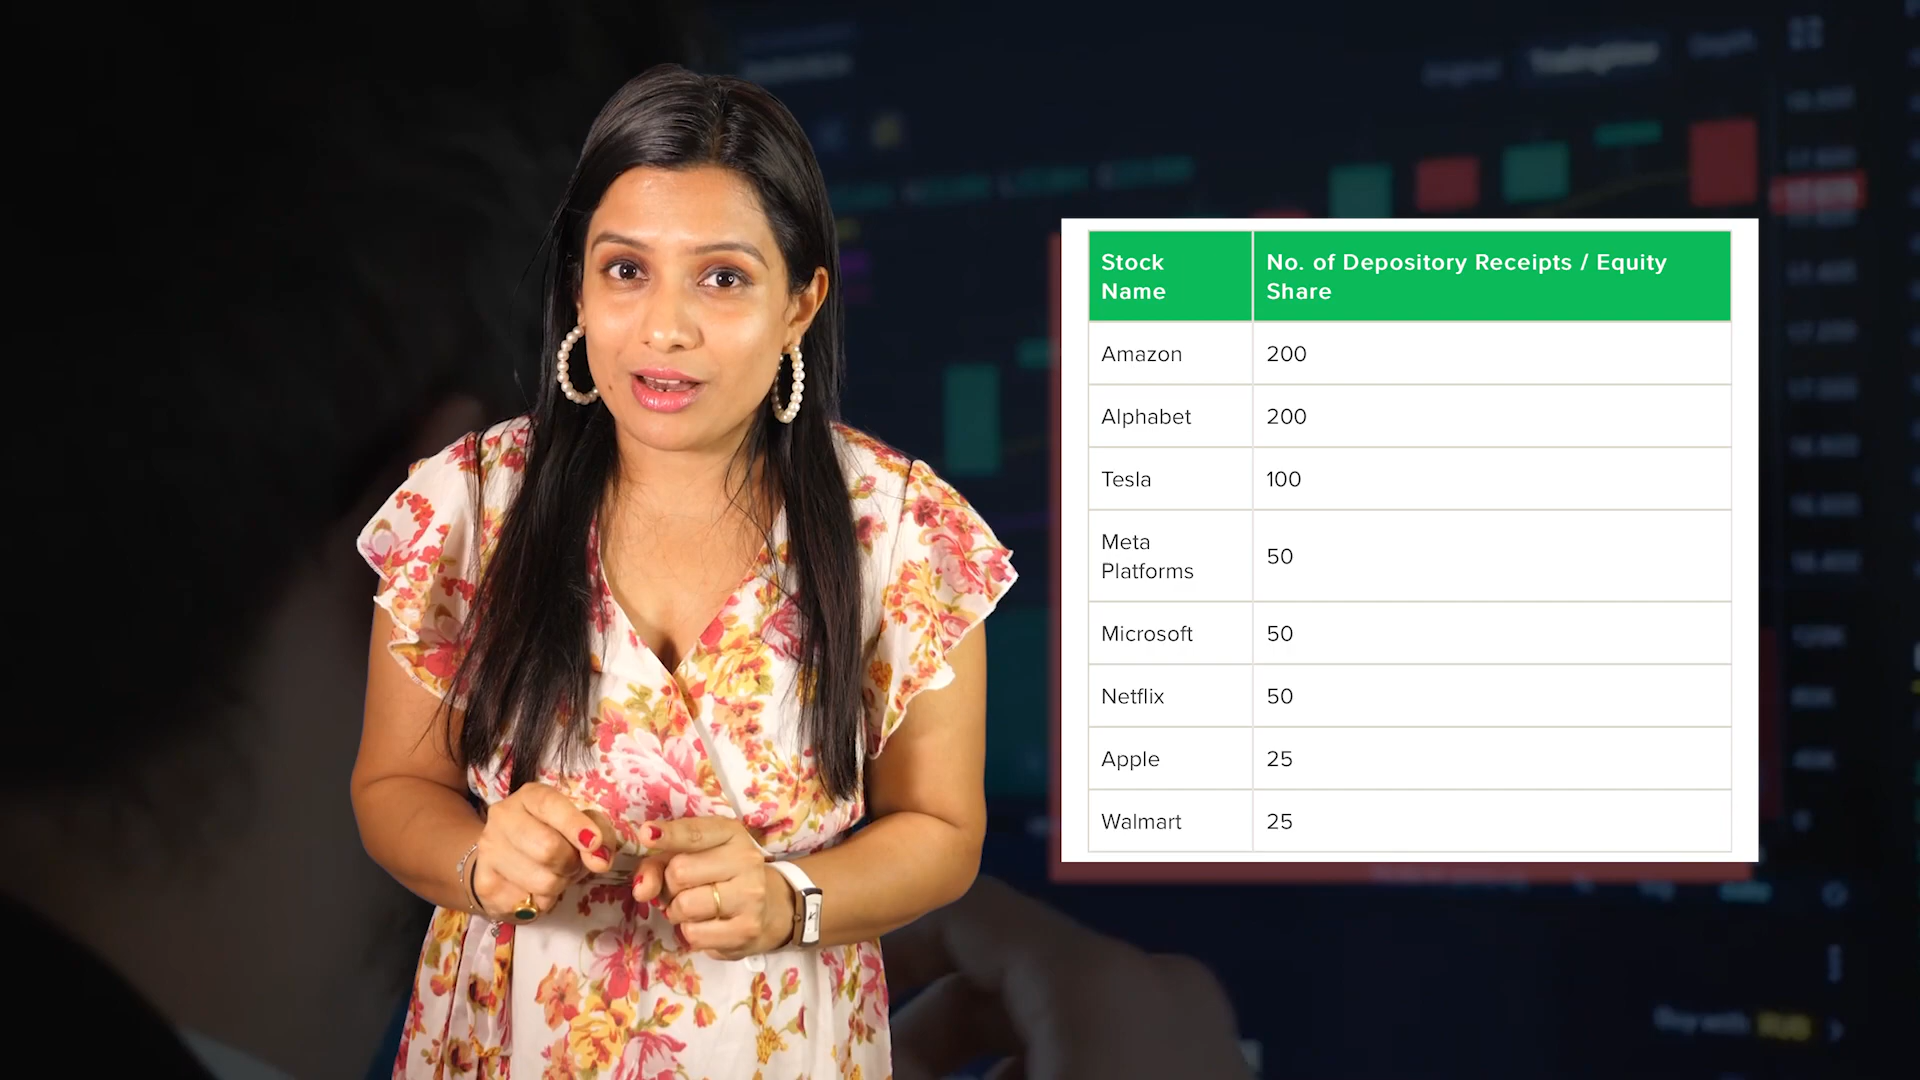 Stock
Name
No. of Depository Receipts / Equity
Share
Amazon
200
Alphabet
200
Tesla
100
Meta
Platforms
50
Microsoft
50
Netflix
50
Apple
25
Walmart
25